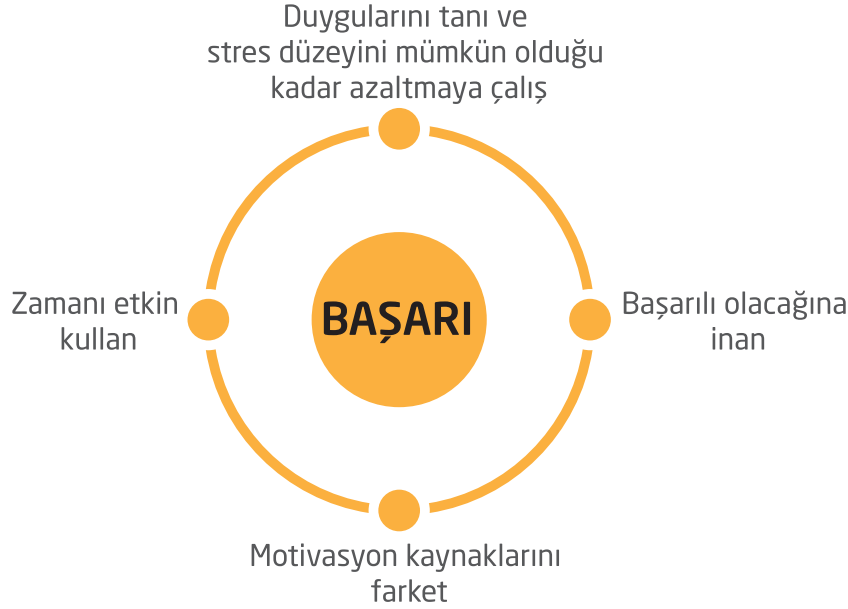 Duygularını tanı ve
stres düzeyini mümkün olduğu
kadar azaltmaya çalış
Zamanı etkin
kullan
BAŞARI
Başarılı olacağına
inan
Motivasyon kaynaklarını
farket